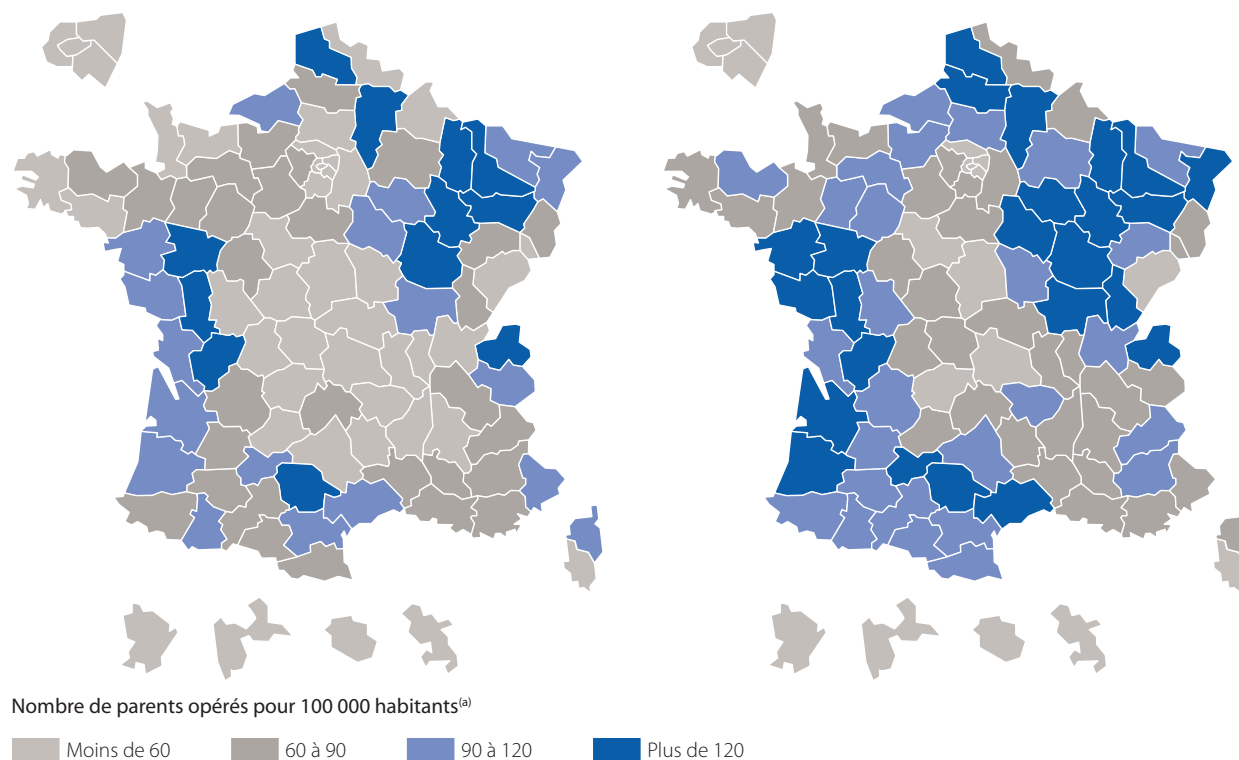 Nombre de parents opérés pour 100 000 habitants(a)
Moins de 60 60 à 90 90 à 120 Plus de 120